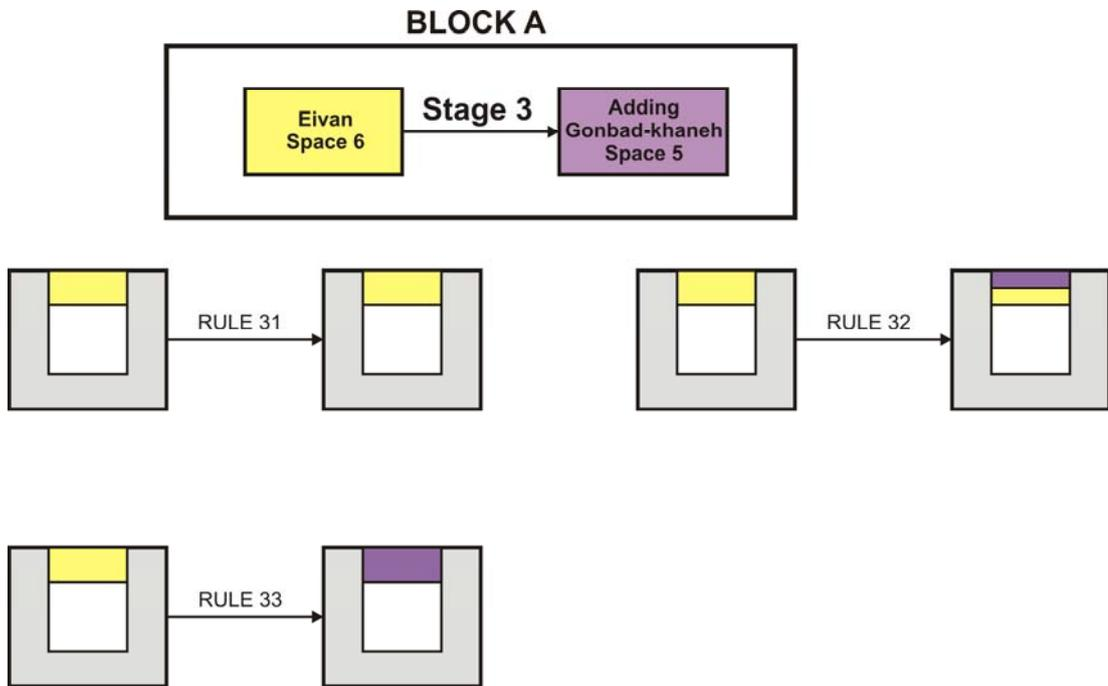 BLOCK A
Eivan
Space 6
Stage 3
Adding
Gonbad-khaneh
Space 5
RULE 31
RULE 32
RULE 33